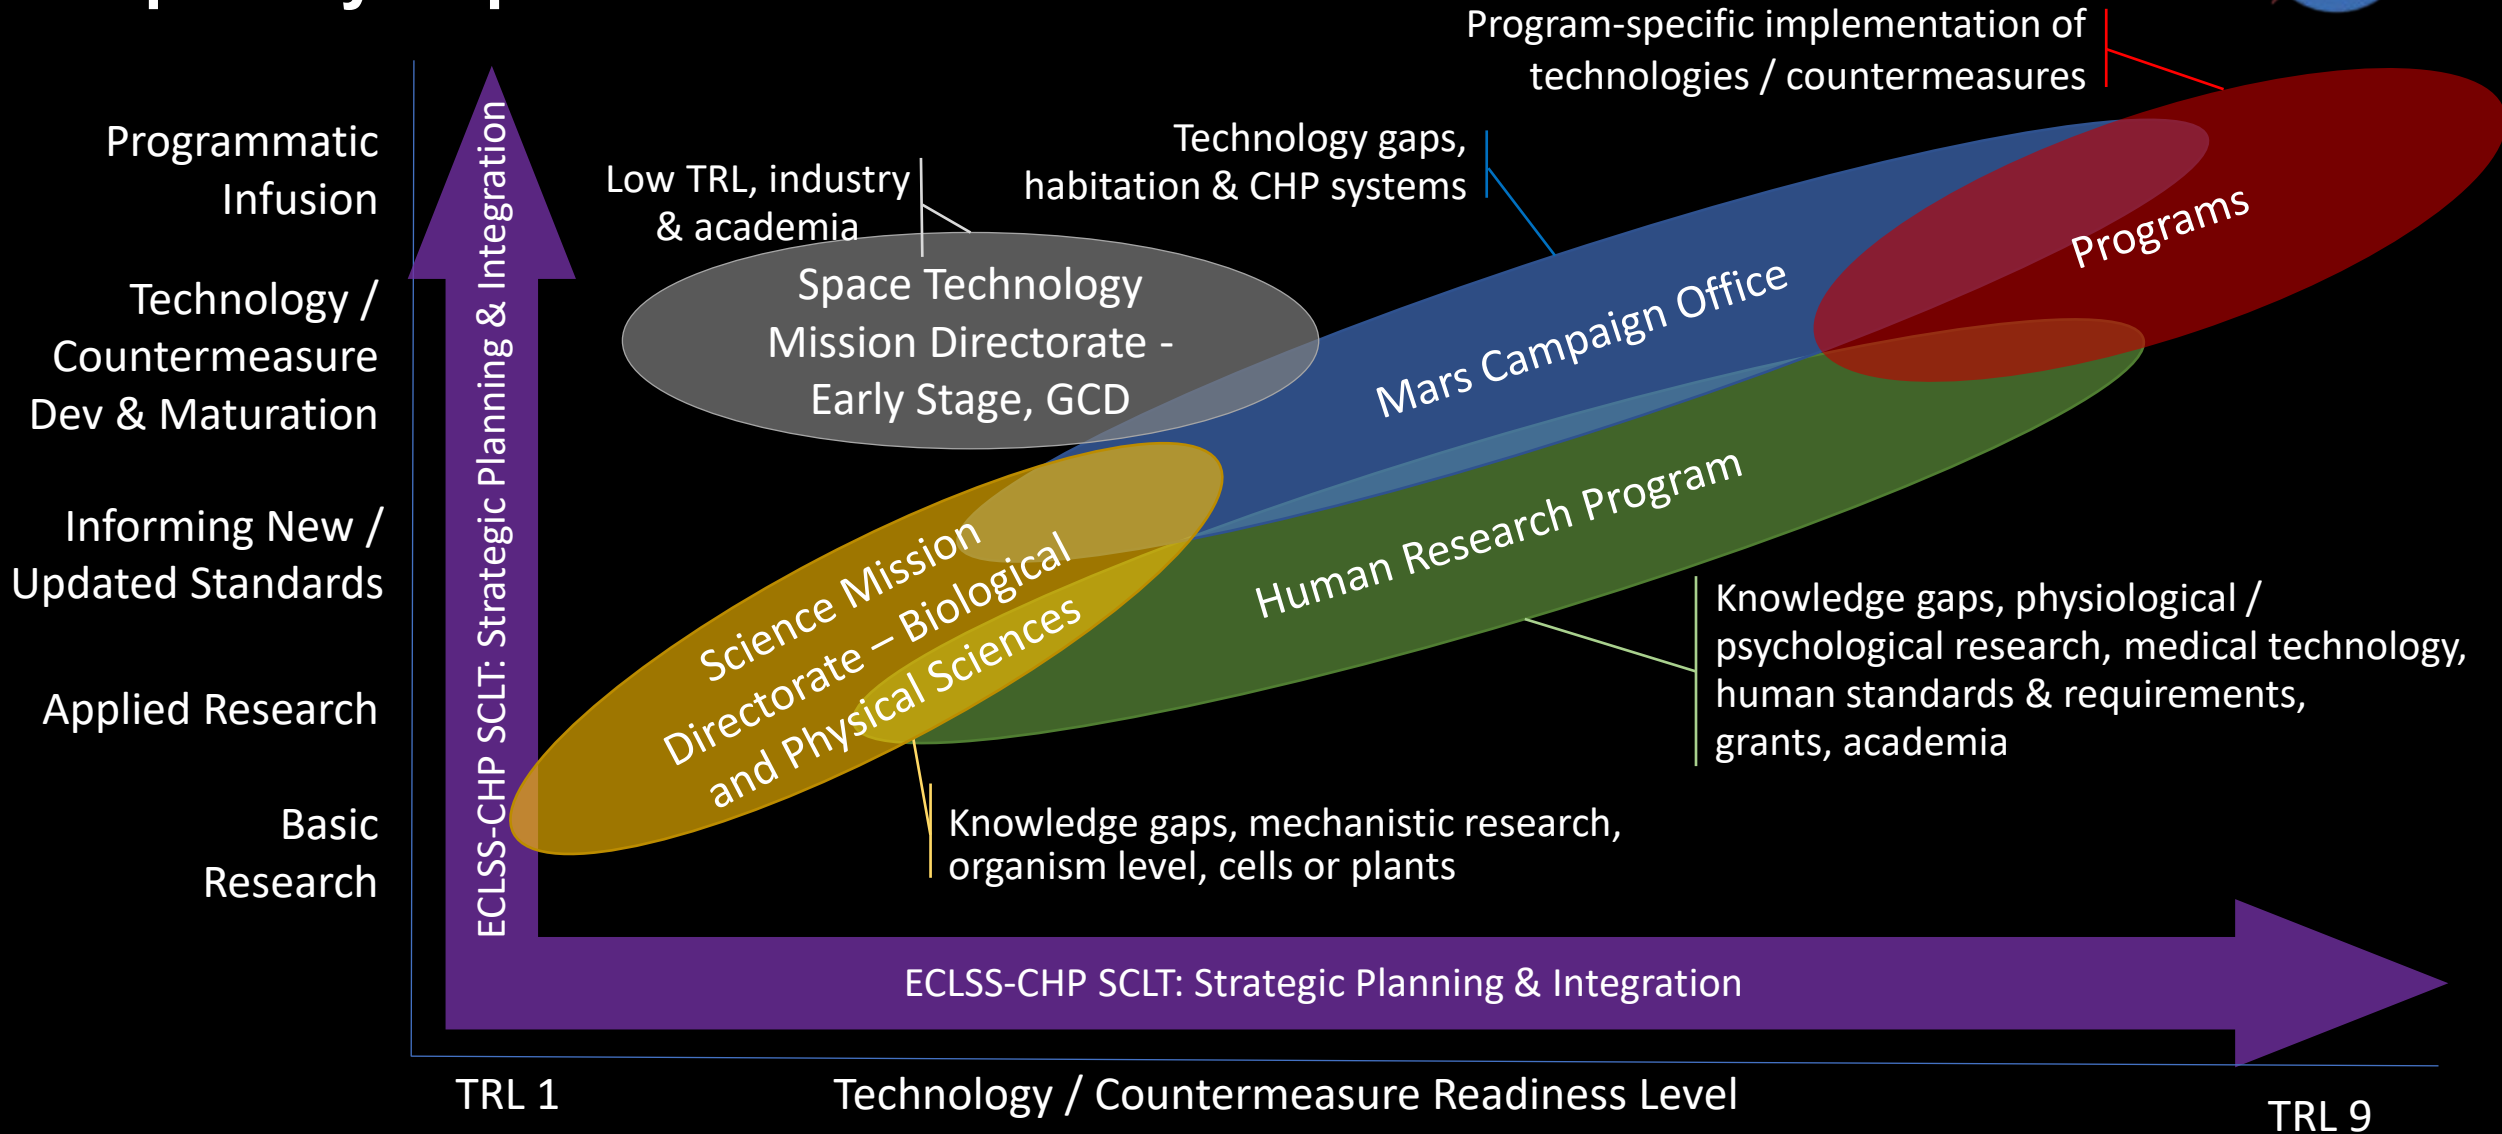 Program-specific implementation of
technologies / countermeasures
Technology gaps,
habitation & CHP systems
Low TRL, industry
& academia
Programmatic
Infusion
Technology /
Countermeasure
Dev & Maturation
Informing New /
Updated Standards
Applied Research
Basic
Research
ECLSS-CHP SCLT: Strategic Planning & Integration
Space Technology
Mission Directorate -
Early Stage, GCD
Programs
Mars Campaign Office
Human Research Program
Science Mission
Directorate – Biological
and Physical Sciences
Knowledge gaps, physiological /
psychological research, medical technology,
human standards & requirements,
grants, academia
Knowledge gaps, mechanistic research,
organism level, cells or plants
ECLSS-CHP SCLT: Strategic Planning & Integration
TRL 1
Technology / Countermeasure Readiness Level
TRL 9